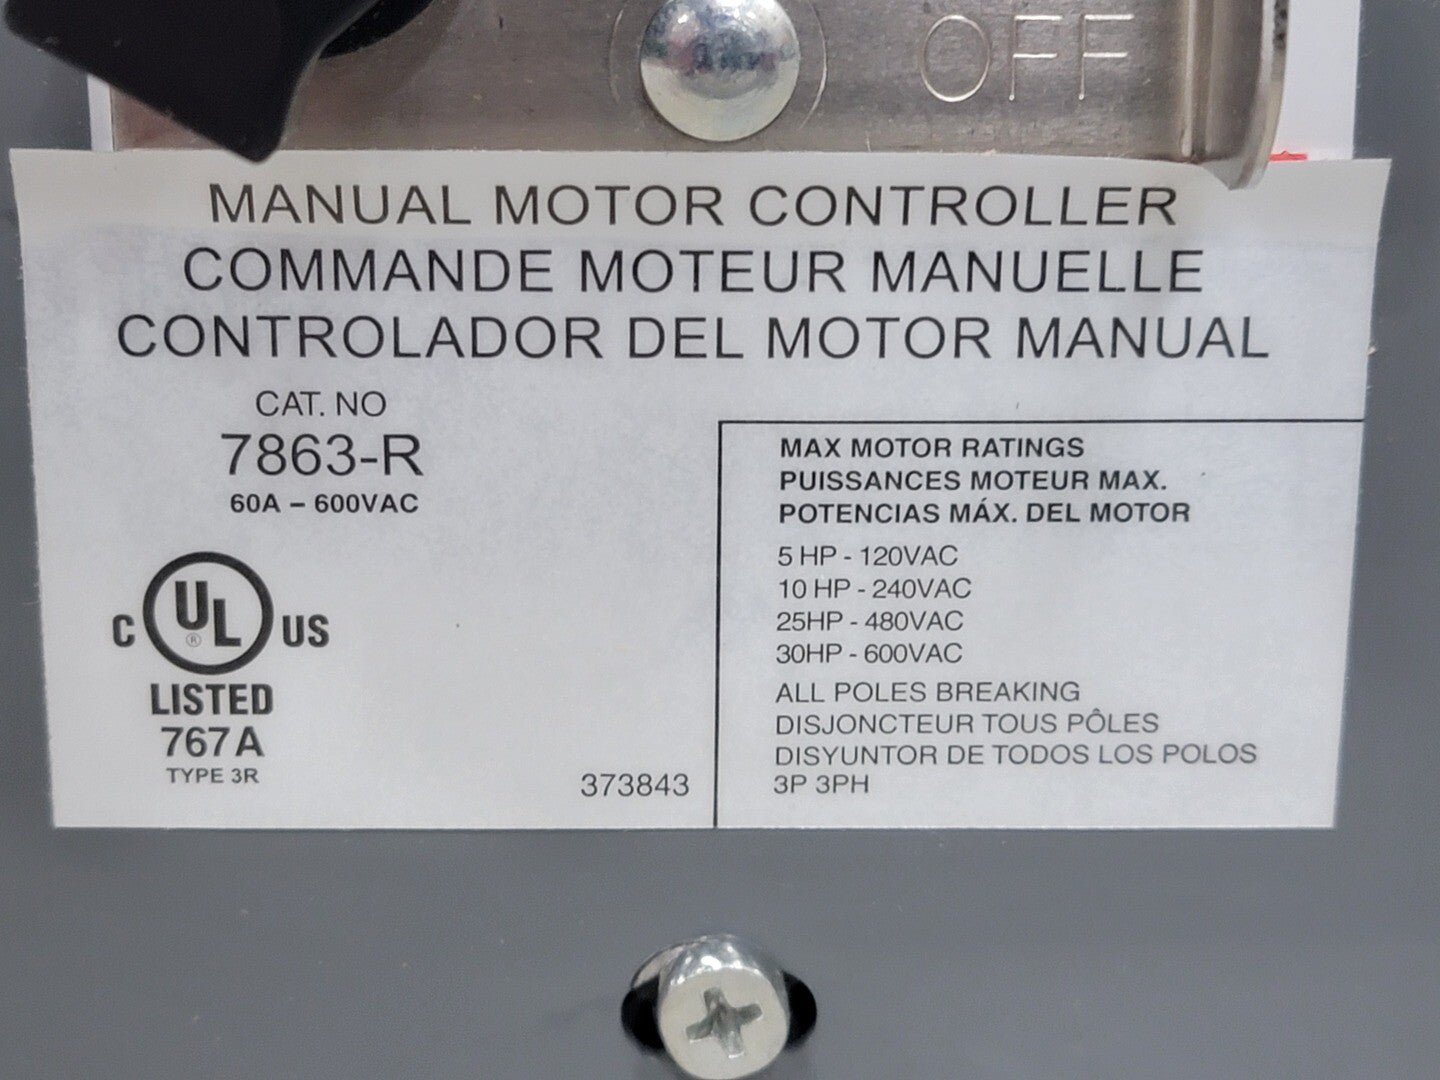 OFF
MANUAL MOTOR CONTROLLER
COMMANDE MOTEUR MANUELLE
CONTROLADOR DEL MOTOR MANUAL
CAT. NO
7863-R
60A – 600VAC
C UL ® US
LISTED
767A
TYPE 3R
373843
MAX MOTOR RATINGS
PUISSANCES MOTEUR MAX.
POTENCIAS MÁX. DEL MOTOR
5 HP - 120VAC
10 HP - 240VAC
25HP - 480VAC
30HP - 600VAC
ALL POLES BREAKING
DISJONCTEUR TOUS PÔLES
DISYUNTOR DE TODOS LOS POLOS
3P 3PH